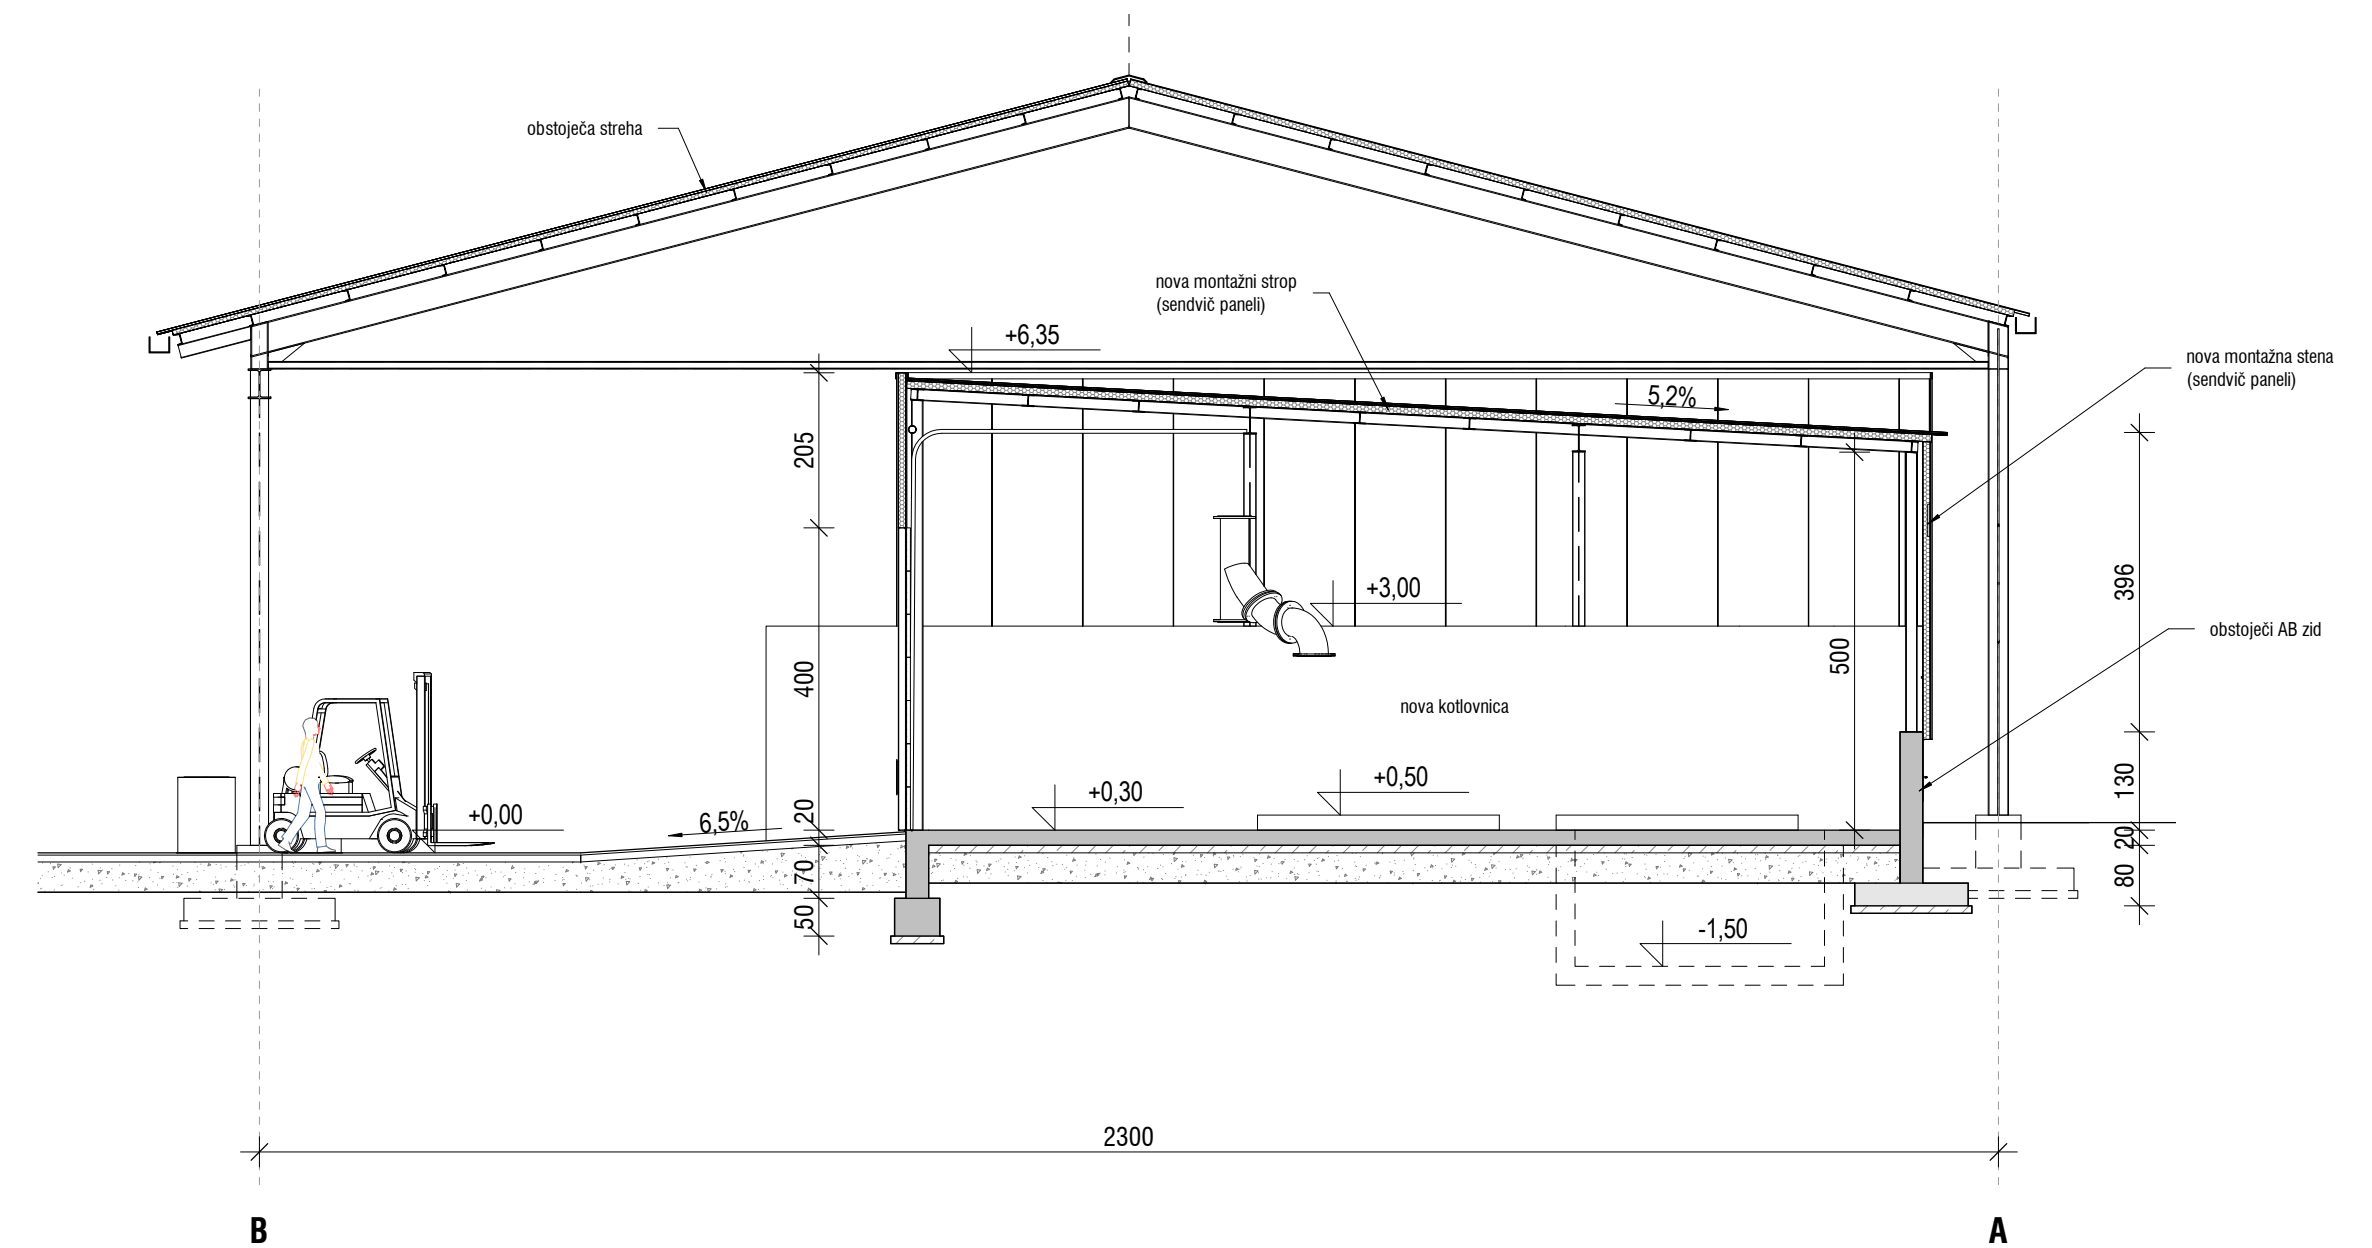 obstoječa streha
nova montažni strop
(sendvič paneli)
+6,35
5,2%
nova montažna stena
(sendvič paneli)
205
396
+3,00
obstoječi AB zid
400
500
nova kotlovnica
+0,00
6,5%
20
+0,30
+0,50
130
20
70
80
50
-1,50
2300
B
A